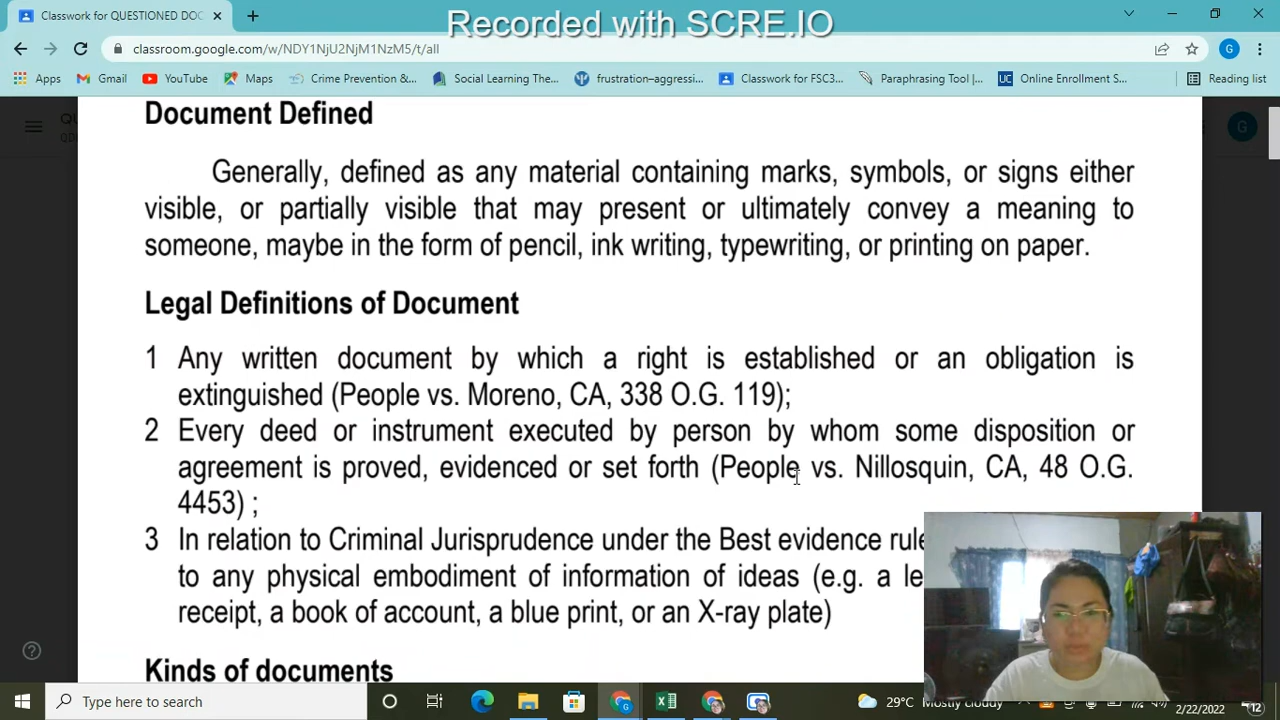 Classroom for QUESTIONED DOC
Recorded with SCRE.IO
classroom.google.com/w/NDY1NjU2NjM1NzM5/t/all
G
Apps
Gmail
YouTube
Maps
Crime Prevention &...
Social Learning The...
frustration–aggressi...
Classwork for FSC3...
Paraphrasing Tool |...
UC Online Enrollment S...
Reading list
G
Document Defined
Generally, defined as any material containing marks, symbols, or signs either
visible, or partially visible that may present or ultimately convey a meaning to
someone, maybe in the form of pencil, ink writing, typewriting, or printing on paper.
Legal Definitions of Document
1 Any written document by which a right is established or an obligation is
extinguished (People vs. Moreno, CA, 338 O.G. 119);
2 Every deed or instrument executed by person by whom some disposition or
agreement is proved, evidenced or set forth (People vs. Nillosquin, CA, 48 O.G.
4453) ;
3 In relation to Criminal Jurisprudence under the Best evidence rule
to any physical embodiment of information of ideas (e.g. a le
receipt, a book of account, a blue print, or an X-ray plate)
Kinds of documents
Type here to search
29°C
Mostly cloudy
2/22/2022
12